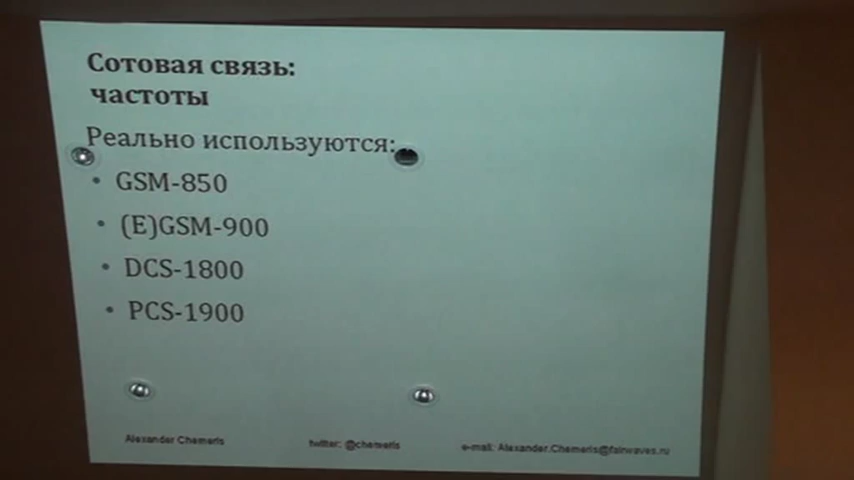 Сотовая связь:
частоты
Реально используются:
• GSM-850
• (E)GSM-900
• DCS-1800
• PCS-1900
Alexander Chemeris twitter: @chemeris e-mail: Alexander.Chemeris@fairwaves.ru